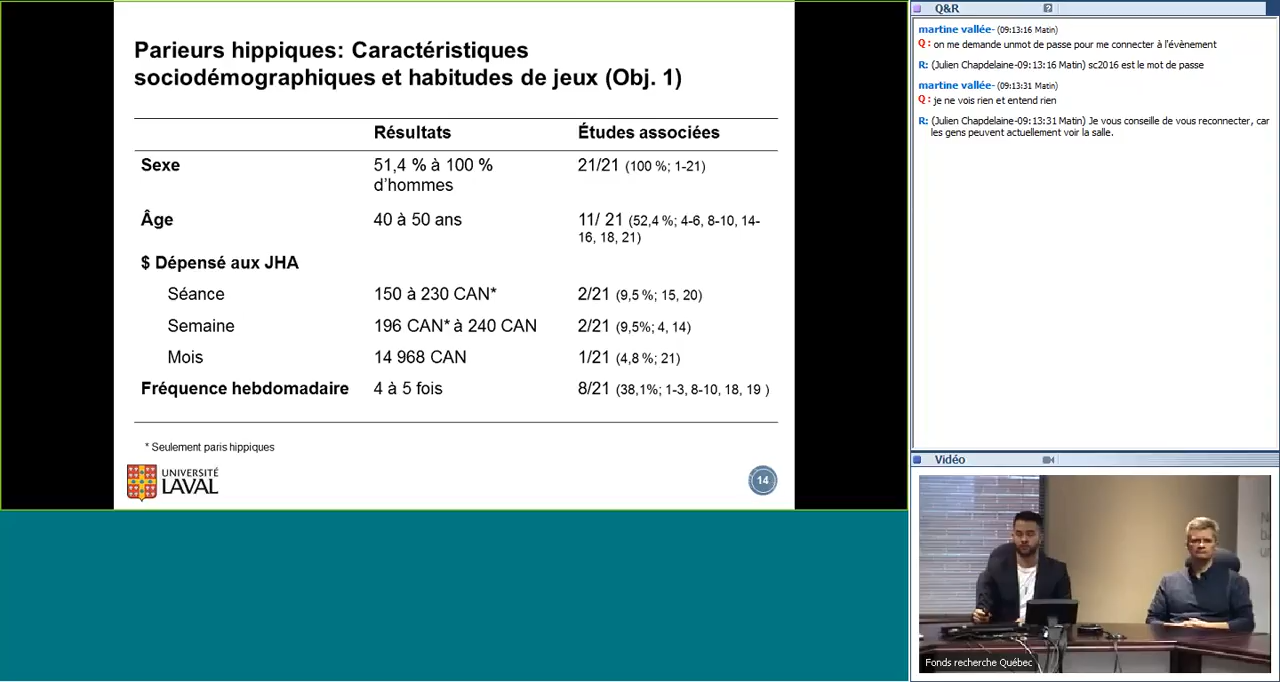 Parieurs hippiques: Caractéristiques
sociodémographiques et habitudes de jeux (Obj. 1)
Résultats Études associées
Sexe 51,4 % à 100 % 21/21 (100 %; 1-21)
d'hommes
Âge 40 à 50 ans 11/ 21 (52,4 %; 4-6, 8-10, 14-
16, 18, 21)
$ Dépensé aux JHA
Séance 150 à 230 CAN* 2/21 (9,5 %; 15, 20)
Semaine 196 CAN* à 240 CAN 2/21 (9,5%; 4, 14)
Mois 14 968 CAN 1/21 (4,8 %; 21)
Fréquence hebdomadaire 4 à 5 fois 8/21 (38,1%; 1-3, 8-10, 18, 19 )
* Seulement paris hippiques
UNIVERSITÉ
LAVAL
14
Q&R
martine vallée- (09:13:16 Matin)
Q : on me demande unmot de passe pour me connecter à l'évènement
R: (Julien Chapdelaine-09:13:16 Matin) sc2016 est le mot de passe
martine vallée- (09:13:31 Matin)
Q : je ne vois rien et entend rien
R: (Julien Chapdelaine-09:13:31 Matin) Je vous conseille de vous reconnecter, car
les gens peuvent actuellement voir la salle.
Vidéo
Fonds recherche Québec